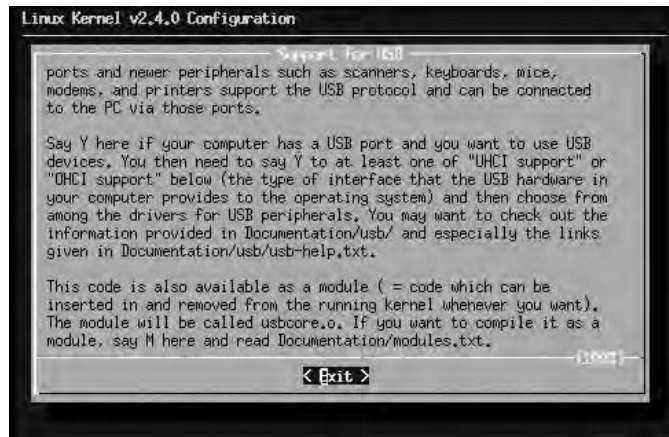 Linux Kernel v2.4.0 Configuration
Support for USB
ports and newer peripherals such as scanners, keyboards, mice,
modems, and printers support the USB protocol and can be connected
to the PC via those ports.
Say Y here if your computer has a USB port and you want to use USB
devices. You then need to say Y to at least one of "UHCI support" or
"OHCI support" below (the type of interface that the USB hardware in
your computer provides to the operating system) and then choose from
among the drivers for USB peripherals. You may want to check out the
information provided in Documentation/usb/ and especially the links
given in Documentation/usb/usb-help.txt.
This code is also available as a module ( = code which can be
inserted in and removed from the running kernel whenever you want).
The module will be called usbcore.o. If you want to compile it as a
module, say M here and read Documentation/modules.txt.
(100%)
< Exit >